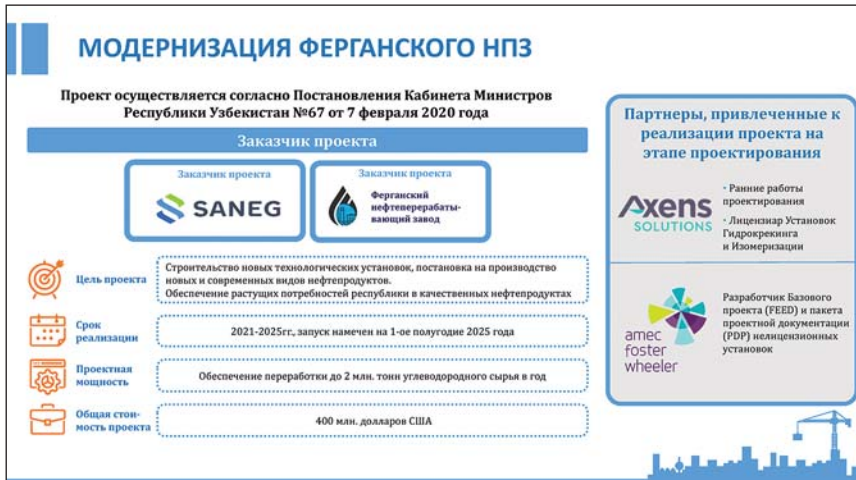 МОДЕРНИЗАЦИЯ ФЕРГАНСКОГО НПЗ
Проект осуществляется согласно Постановления Кабинета Министров
Республики Узбекистан №67 от 7 февраля 2020 года
Заказчик проекта
Заказчик проекта
SANEG
Заказчик проекта
Ферганский
нефтеперерабаты-
вающий завод
Цель проекта
Строительство новых технологических установок, постановка на производство
новых и современных видов нефтепродуктов.
Обеспечение растущих потребностей республики в качественных нефтепродуктах
Срок
реализации
2021-2025гг., запуск намечен на 1-ое полугодие 2025 года
Проектная
мощность
Обеспечение переработки до 2 млн. тонн углеводородного сырья в год
Общая стои-
мость проекта
400 млн. долларов США
Партнеры, привлеченные к
реализации проекта на
этапе проектирования
Axens
SOLUTIONS
• Ранние работы
проектирования
• Лицензиар Установок
Гидрокрекинга
и Изомеризации
amec
foster
wheeler
Разработчик Базового
проекта (FEED) и пакета
проектной документации
(PDP) нелицензионных
установок